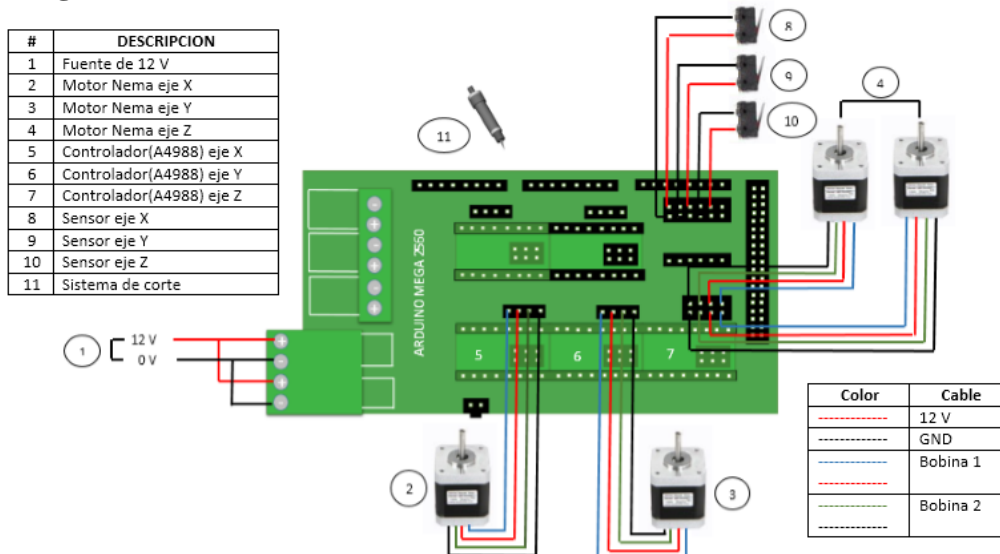 # DESCRIPCION
1 Fuente de 12 V
2 Motor Nema eje X
3 Motor Nema eje Y
4 Motor Nema eje Z
5 Controlador(A4988) eje X
6 Controlador(A4988) eje Y
7 Controlador(A4988) eje Z
8 Sensor eje X
9 Sensor eje Y
10 Sensor eje Z
11 Sistema de corte
8
9
10
4
11
ARDUINO MEGA 2560
1
12 V
0 V
5
6
7
2
3
Color Cable
12 V
GND
Bobina 1
Bobina 2